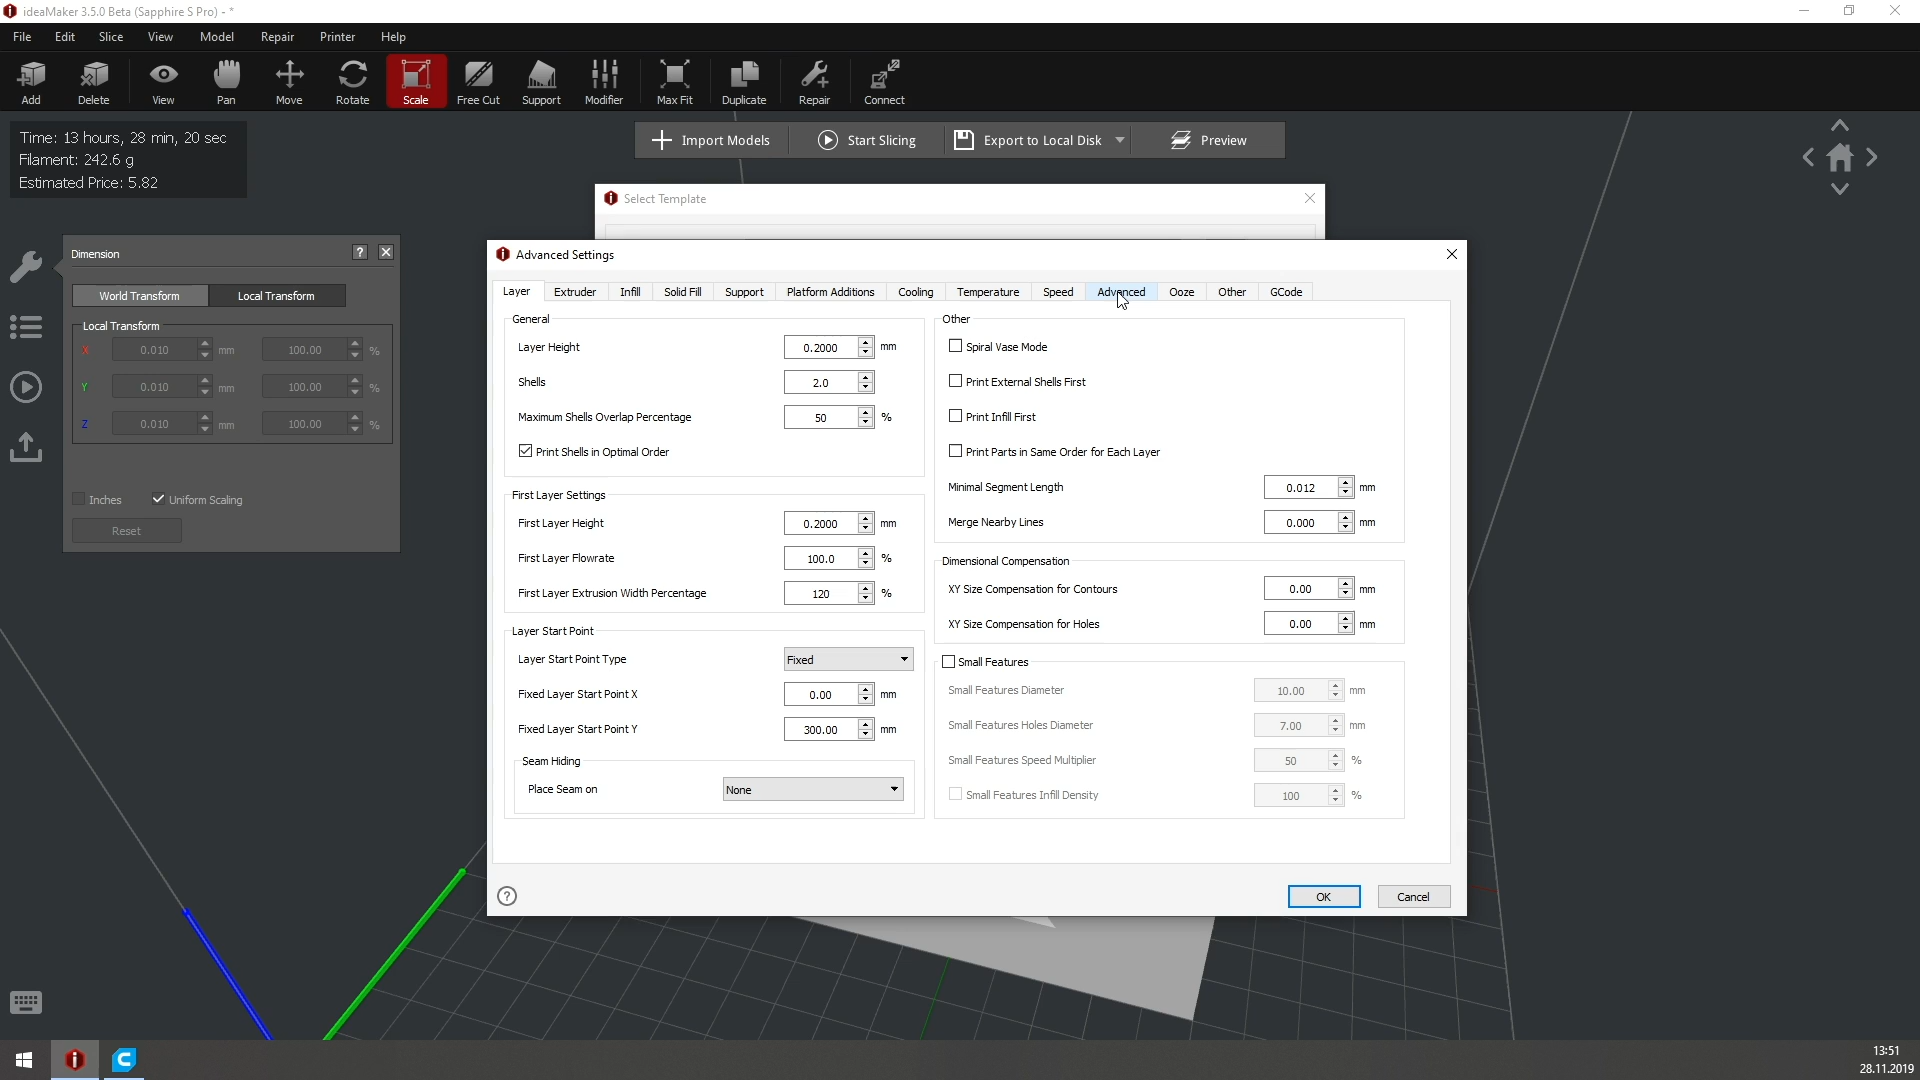 ideaMaker 3.5.0 Beta (Sapphire S Pro) - *
File Edit Slice View Model Repair Printer Help
Add Delete View Pan Move Rotate Scale Free Cut Support Modifier Max Fit Duplicate Repair Connect
Time: 13 hours, 28 min, 20 sec
Filament: 242.6 g
Estimated Price: 5.82
Import Models Start Slicing Export to Local Disk Preview
Select Template
Dimension ?
World Transform Local Transform
Local Transform
X 0.010 mm 100.00 %
Y 0.010 mm 100.00 %
Z 0.010 mm 100.00 %
Inches Uniform Scaling
Reset
Advanced Settings
Layer Extruder Infill Solid Fill Support Platform Additions Cooling Temperature Speed Advanced Ooze Other GCode
General
Layer Height 0.2000 mm
Shells 2.0
Maximum Shells Overlap Percentage 50 %
Print Shells in Optimal Order
First Layer Settings
First Layer Height 0.2000 mm
First Layer Flowrate 100.0 %
First Layer Extrusion Width Percentage 120 %
Layer Start Point
Layer Start Point Type Fixed
Fixed Layer Start Point X 0.00 mm
Fixed Layer Start Point Y 300.00 mm
Seam Hiding
Place Seam on None
Other
Spiral Vase Mode
Print External Shells First
Print Infill First
Print Parts in Same Order for Each Layer
Minimal Segment Length 0.012 mm
Merge Nearby Lines 0.000 mm
Dimensional Compensation
XY Size Compensation for Contours 0.00 mm
XY Size Compensation for Holes 0.00 mm
Small Features
Small Features Diameter 10.00 mm
Small Features Holes Diameter 7.00 mm
Small Features Speed Multiplier 50 %
Small Features Infill Density 100 %
? OK Cancel
13:51
28.11.2019